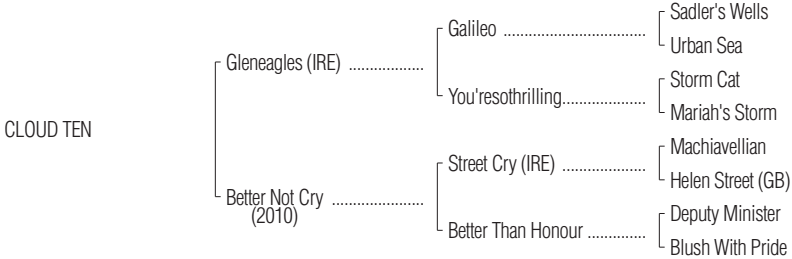 CLOUD TEN
Gleneagles (IRE) ..................
Better Not Cry ......................
(2010)
Galileo ..................................
You'resothrilling....................
Street Cry (IRE) ....................
Better Than Honour ..............
Sadler's Wells
Urban Sea
Storm Cat
Mariah's Storm
Machiavellian
Helen Street (GB)
Deputy Minister
Blush With Pride